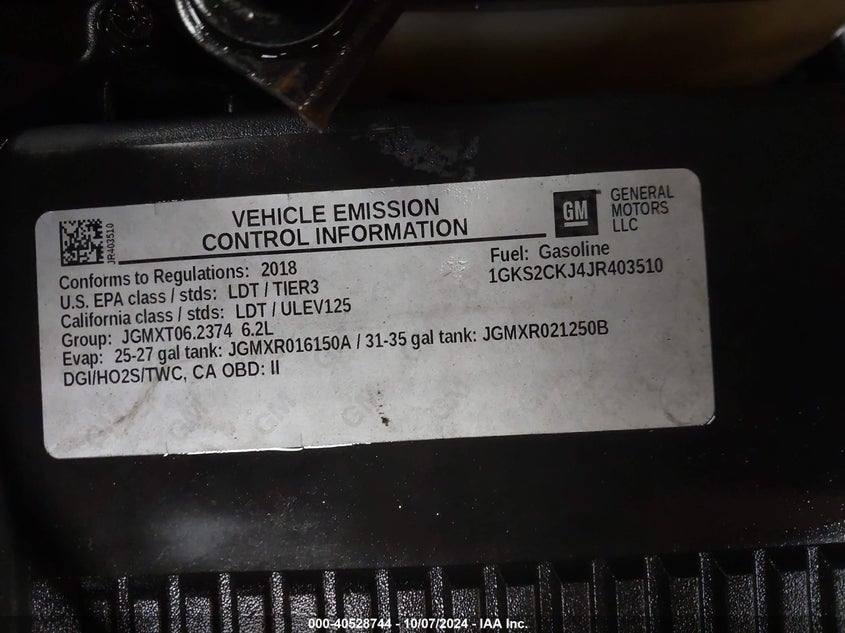 VEHICLE EMISSION
CONTROL INFORMATION
GM
GENERAL
MOTORS
LLC
JR403510
Conforms to Regulations: 2018
Fuel: Gasoline
U.S. EPA class / stds: LDT / TIER3
1GKS2CKJ4JR403510
California class / stds: LDT / ULEV125
Group: JGMXT06.2374 6.2L
Evap: 25-27 gal tank: JGMXR016150A / 31-35 gal tank: JGMXR021250B
DGI/HO2S/TWC, CA OBD: II
000-40528744 - 10/07/2024 - IAA Inc.